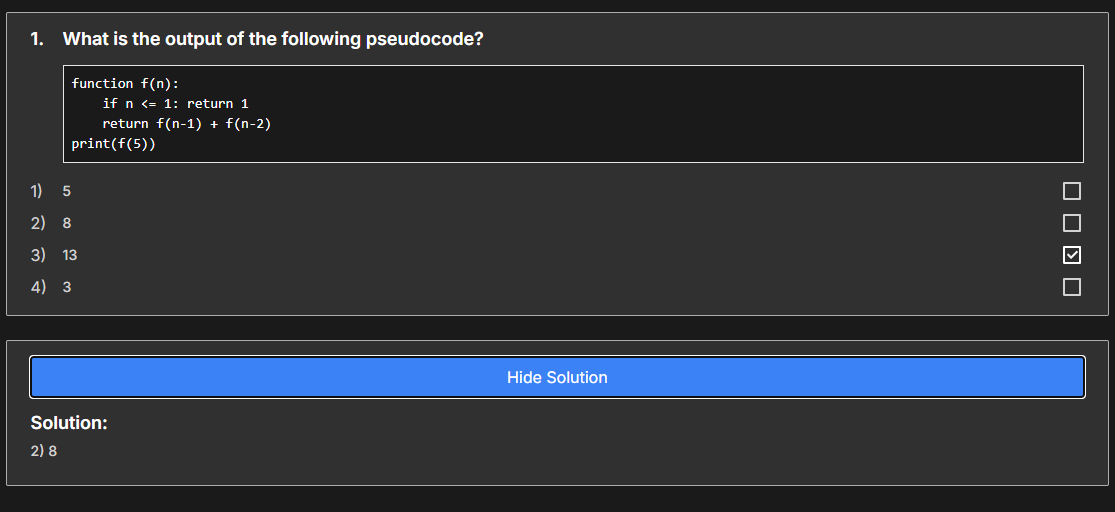 1. What is the output of the following pseudocode?
function f(n):
    if n <= 1: return 1
    return f(n-1) + f(n-2)
print(f(5))
1) 5
2) 8
3) 13
4) 3
Hide Solution
Solution:
2) 8